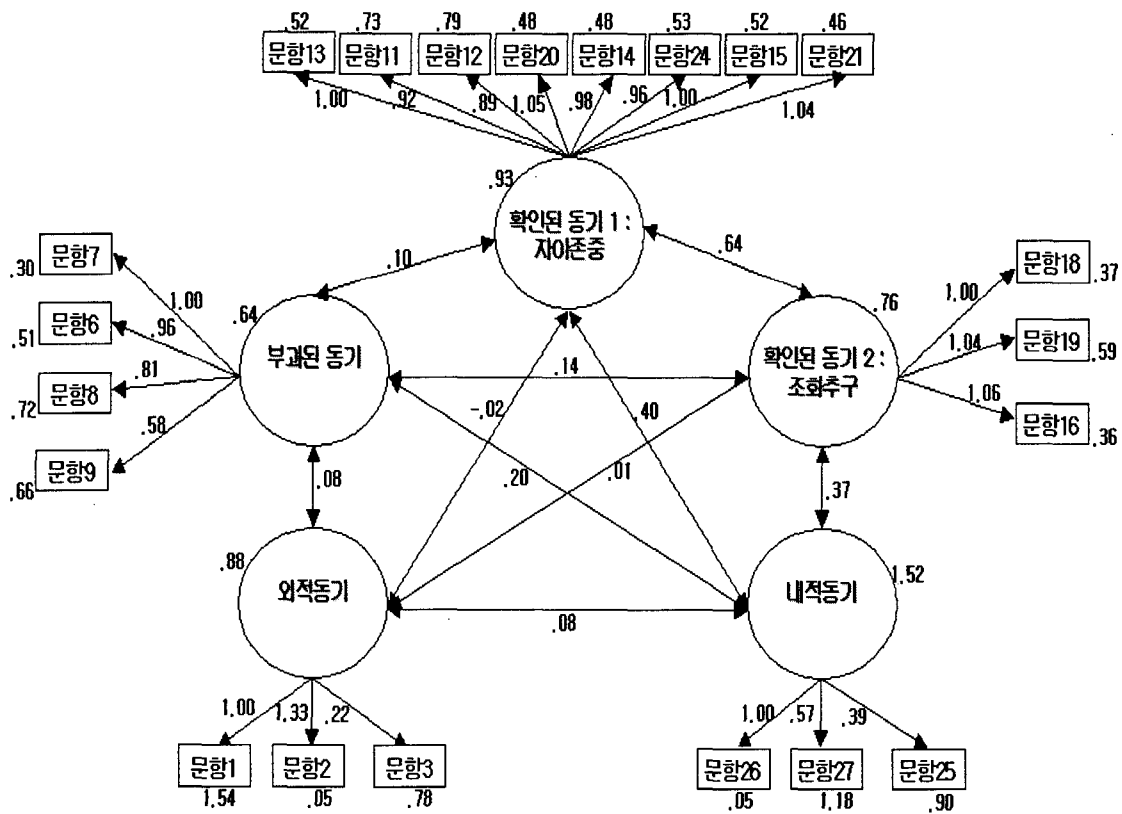 .52 .73 .79 .48 .48 .53 .52 .46
문항13 문항11 문항12 문항20 문항14 문항24 문항15 문항21
1.00 .92 .89 1.05 .98 .96 1.00 1.04
.93
확인된 동기 1 :
자아존중
.10 .64
문항7
.30
1.00
문항6
.51
.96
문항8
.72
.81
문항9
.66
.58
.64
부과된 동기
.76
확인된 동기 2 :
조화추구
문항18
.37
1.00
문항19
.59
1.04
문항16
.36
1.06
.14
-.02 .40
.08 .20 .01 .37
.88
외적동기
1.52
내적동기
.08
1.00 1.33 .22
문항1 문항2 문항3
1.54 .05 .78
1.00 .57 .39
문항26 문항27 문항25
.05 1.18 .90